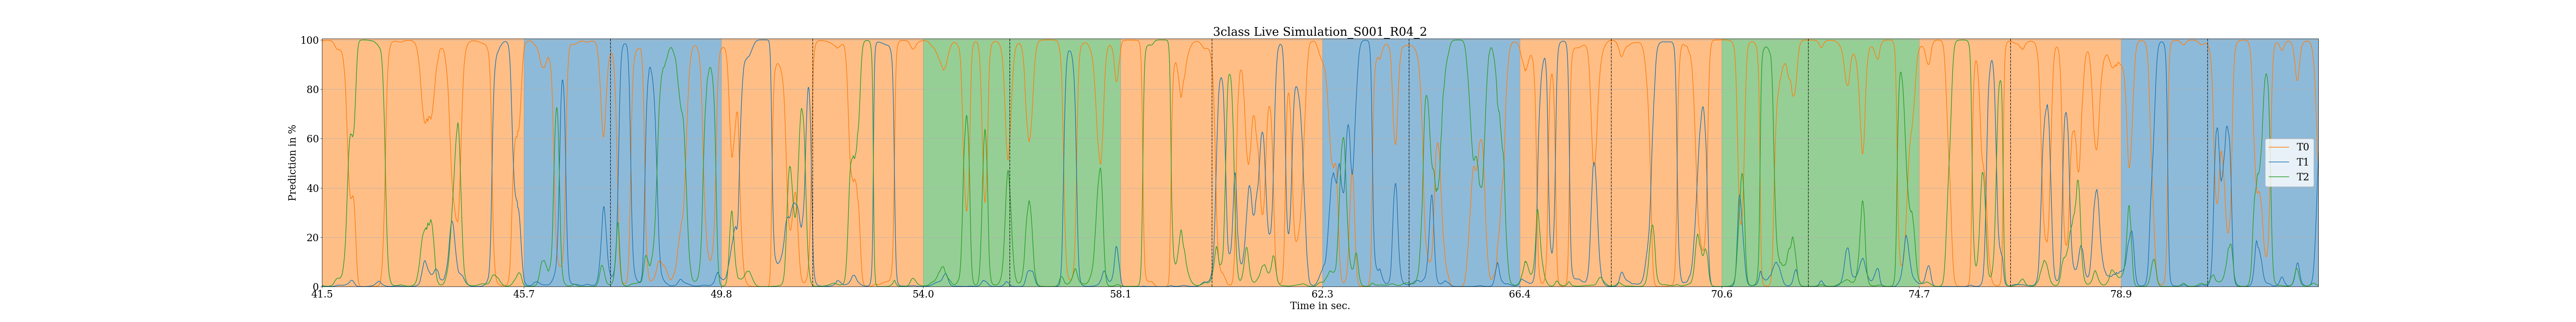 3class Live Simulation_S001_R04_2
Prediction in %
100
80
60
40
20
0
41.5 45.7 49.8 54.0 58.1 62.3 66.4 70.6 74.7 78.9
Time in sec.
T0
T1
T2